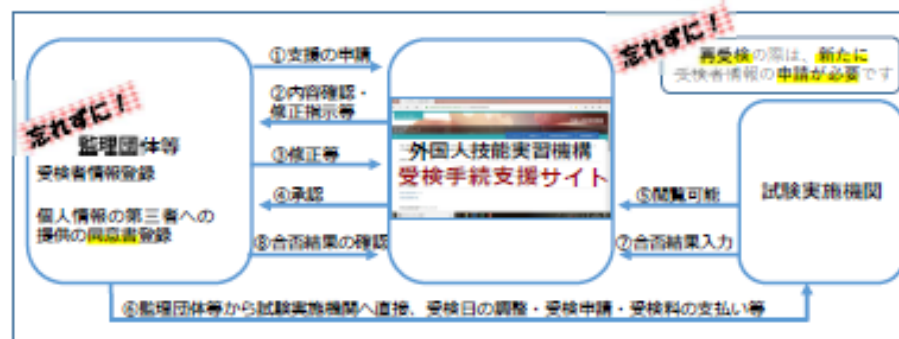 忘れずに！
監理団体等
受検者情報登録
個人情報の第三者への
提供の同意書登録
①支援の申請
②内容確認・
修正指示等
③修正等
④承認
⑧合否結果の確認
忘れずに！
外国人技能実習機構
受検手続支援サイト
再受検の際は、新たに
受検者情報の申請が必要です
試験実施機関
⑤閲覧可能
⑦合否結果入力
⑥監理団体等から試験実施機関へ直接、受検日の調整・受検申請・受検料の支払い等